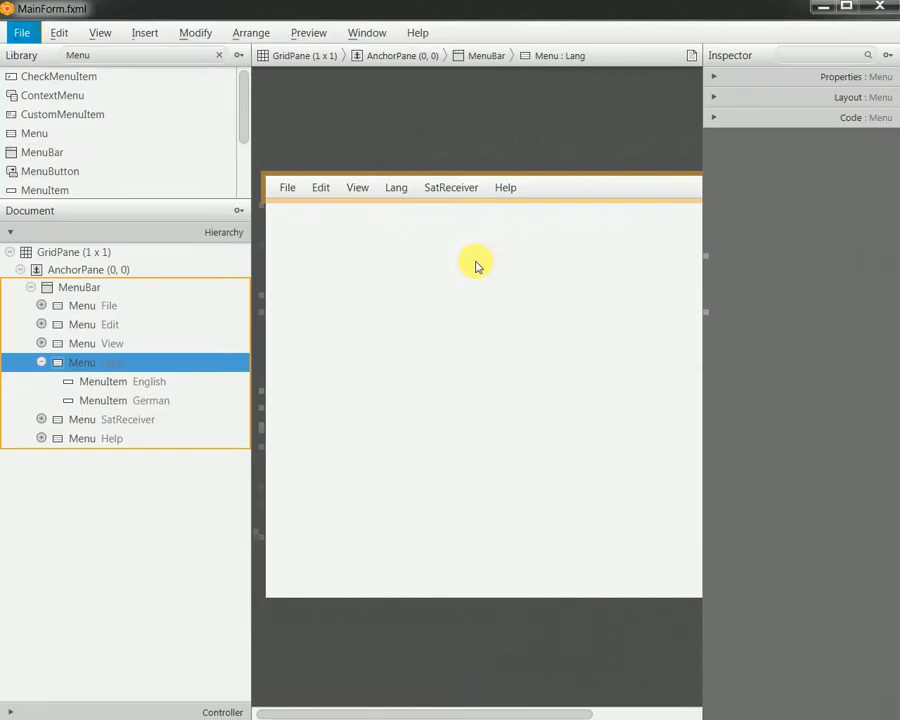 MainForm.fxml
File Edit View Insert Modify Arrange Preview Window Help
Library Menu
GridPane (1 x 1) AnchorPane (0, 0) MenuBar Menu : Lang
Inspector
CheckMenuItem
ContextMenu
CustomMenuItem
Menu
MenuBar
MenuButton
MenuItem
Properties : Menu
Layout : Menu
Code : Menu
File Edit View Lang SatReceiver Help
Document
Hierarchy
GridPane (1 x 1)
AnchorPane (0, 0)
MenuBar
Menu File
Menu Edit
Menu View
Menu Lang
MenuItem English
MenuItem German
Menu SatReceiver
Menu Help
Controller